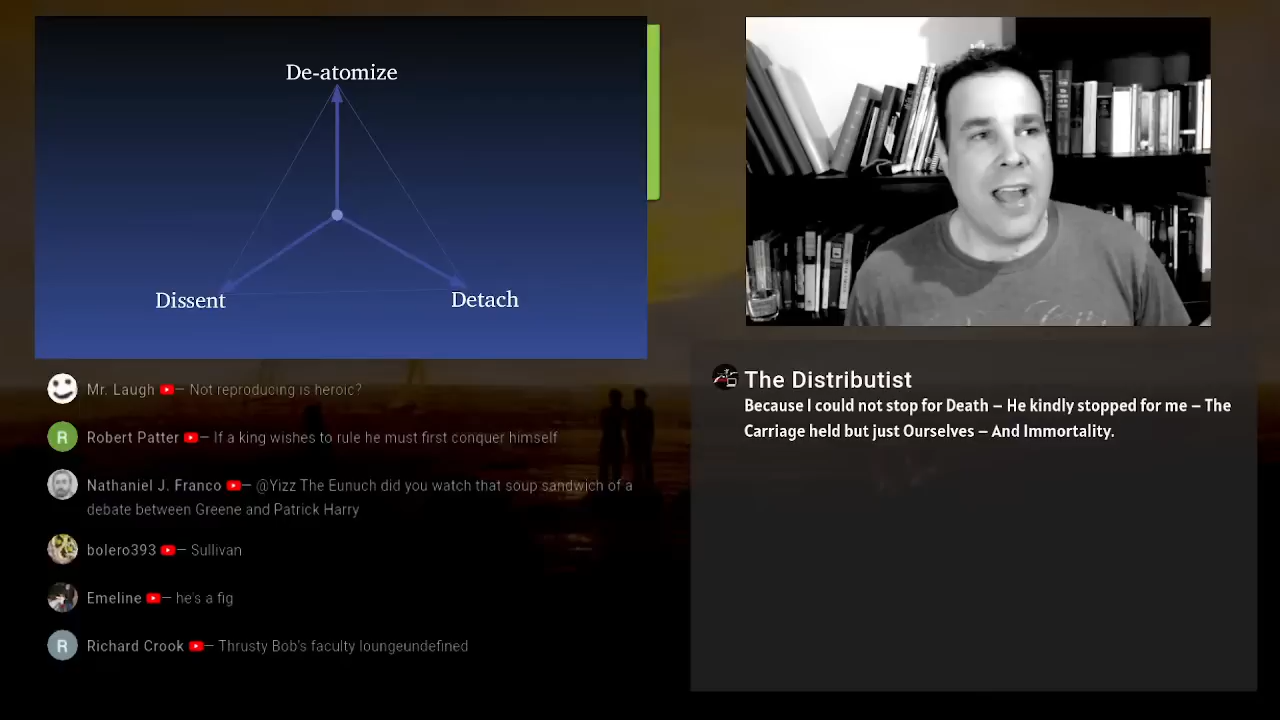 De-atomize
Dissent
Detach
Mr. Laugh — Not reproducing is heroic?
R Robert Patter — If a king wishes to rule he must first conquer himself
Nathaniel J. Franco — @Yizz The Eunuch did you watch that soup sandwich of a
debate between Greene and Patrick Harry
bolero393 — Sullivan
Emeline — he's a fig
R Richard Crook — Thrusty Bob's faculty loungeundefined
The Distributist
Because I could not stop for Death – He kindly stopped for me – The
Carriage held but just Ourselves – And Immortality.